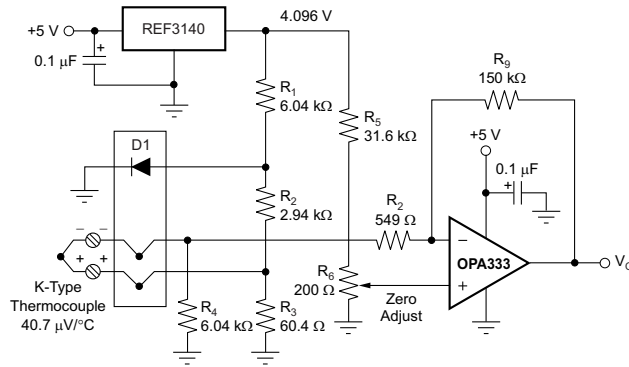 +5 V
REF3140
4.096 V
+
0.1 µF
R1
6.04 kΩ
R5
31.6 kΩ
R9
150 kΩ
+5 V
0.1 µF
+
D1
R2
2.94 kΩ
R2
549 Ω
− −
+ +
K-Type
Thermocouple
40.7 µV/°C
R4
6.04 kΩ
R3
60.4 Ω
R6
200 Ω
Zero
Adjust
−
OPA333
+
VO